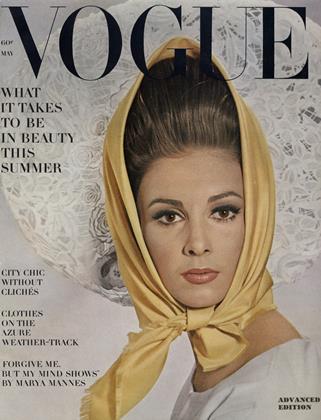 VOGUE
60¢
MAY
WHAT
IT TAKES
TO BE
IN BEAUTY
THIS
SUMMER
CITY CHIC
WITHOUT
CLICHÉS
CLOTHES
ON THE
AZURE
WEATHER-TRACK
"FORGIVE ME,
BUT MY MIND SHOWS"
BY MARYA MANNES
ADVANCED
EDITION